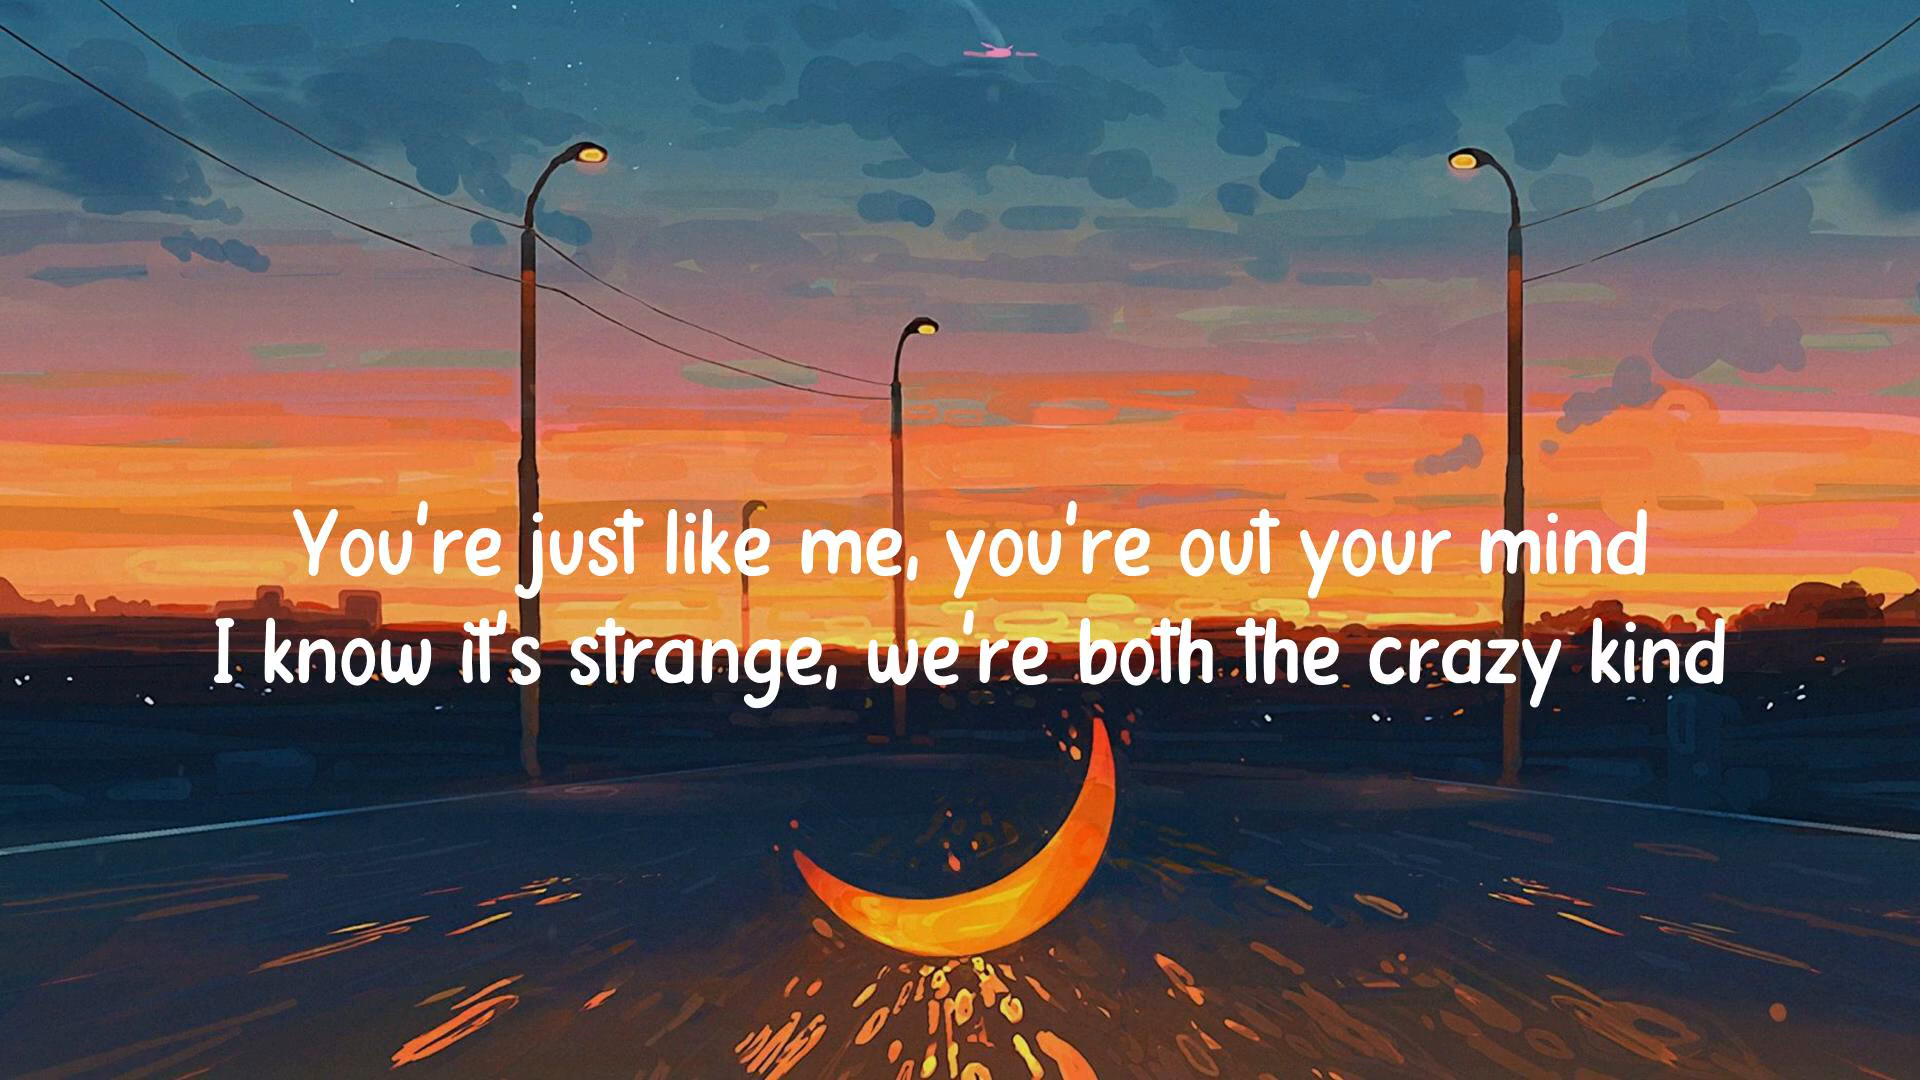 You're just like me, you're out your mind
I know it's strange, we're both the crazy kind